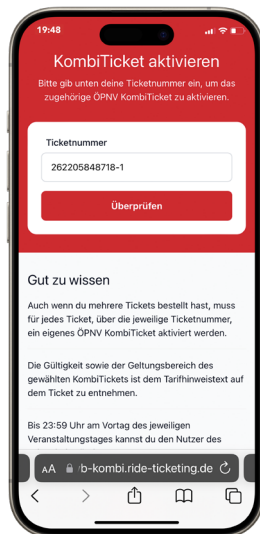 19:48
KombiTicket aktivieren
Bitte gib unten deine Ticketnummer ein, um das
zugehörige ÖPNV KombiTicket zu aktivieren.
Ticketnummer
262205848718-1
Überprüfen
Gut zu wissen
Auch wenn du mehrere Tickets bestellt hast, muss
für jedes Ticket, über die jeweilige Ticketnummer,
ein eigenes ÖPNV KombiTicket aktiviert werden.
Die Gültigkeit sowie der Geltungsbereich des
gewählten KombiTickets ist dem Tarifhinweistext auf
dem Ticket zu entnehmen.
Bis 23:59 Uhr am Vortag des jeweiligen
Veranstaltungstages kannst du den Nutzer des
AA b-kombi.ride-ticketing.de